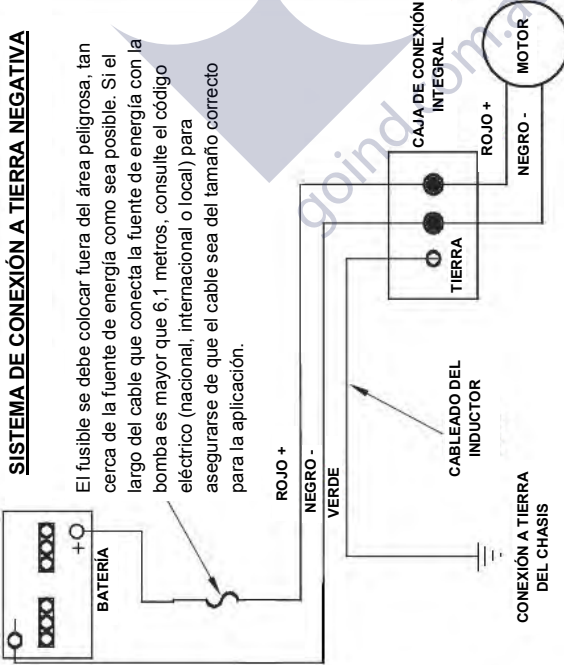 SISTEMA DE CONEXIÓN A TIERRA NEGATIVA
El fusible se debe colocar fuera del área peligrosa, tan
cerca de la fuente de energía como sea posible. Si el
largo del cable que conecta la fuente de energía con la
bomba es mayor que 6,1 metros, consulte el código
eléctrico (nacional, internacional o local) para
asegurarse de que el cable sea del tamaño correcto
para la aplicación.
-
+
BATERÍA
ROJO +
NEGRO -
VERDE
CAJA DE CONEXIÓN
INTEGRAL
ROJO +
NEGRO -
MOTOR
TIERRA
CABLEADO DEL
INDUCTOR
CONEXIÓN A TIERRA
DEL CHASIS
goind.com.a